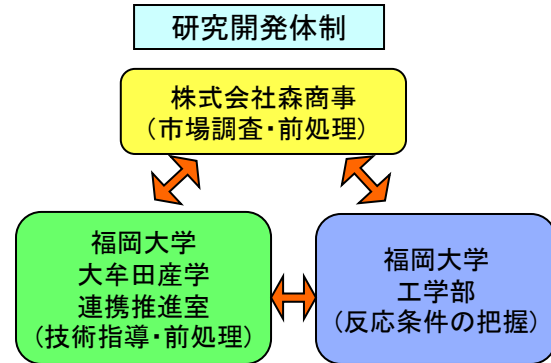 研究開発体制
株式会社森商事
(市場調査・前処理)
福岡大学
大牟田産学
連携推進室
(技術指導・前処理)
福岡大学
工学部
(反応条件の把握)